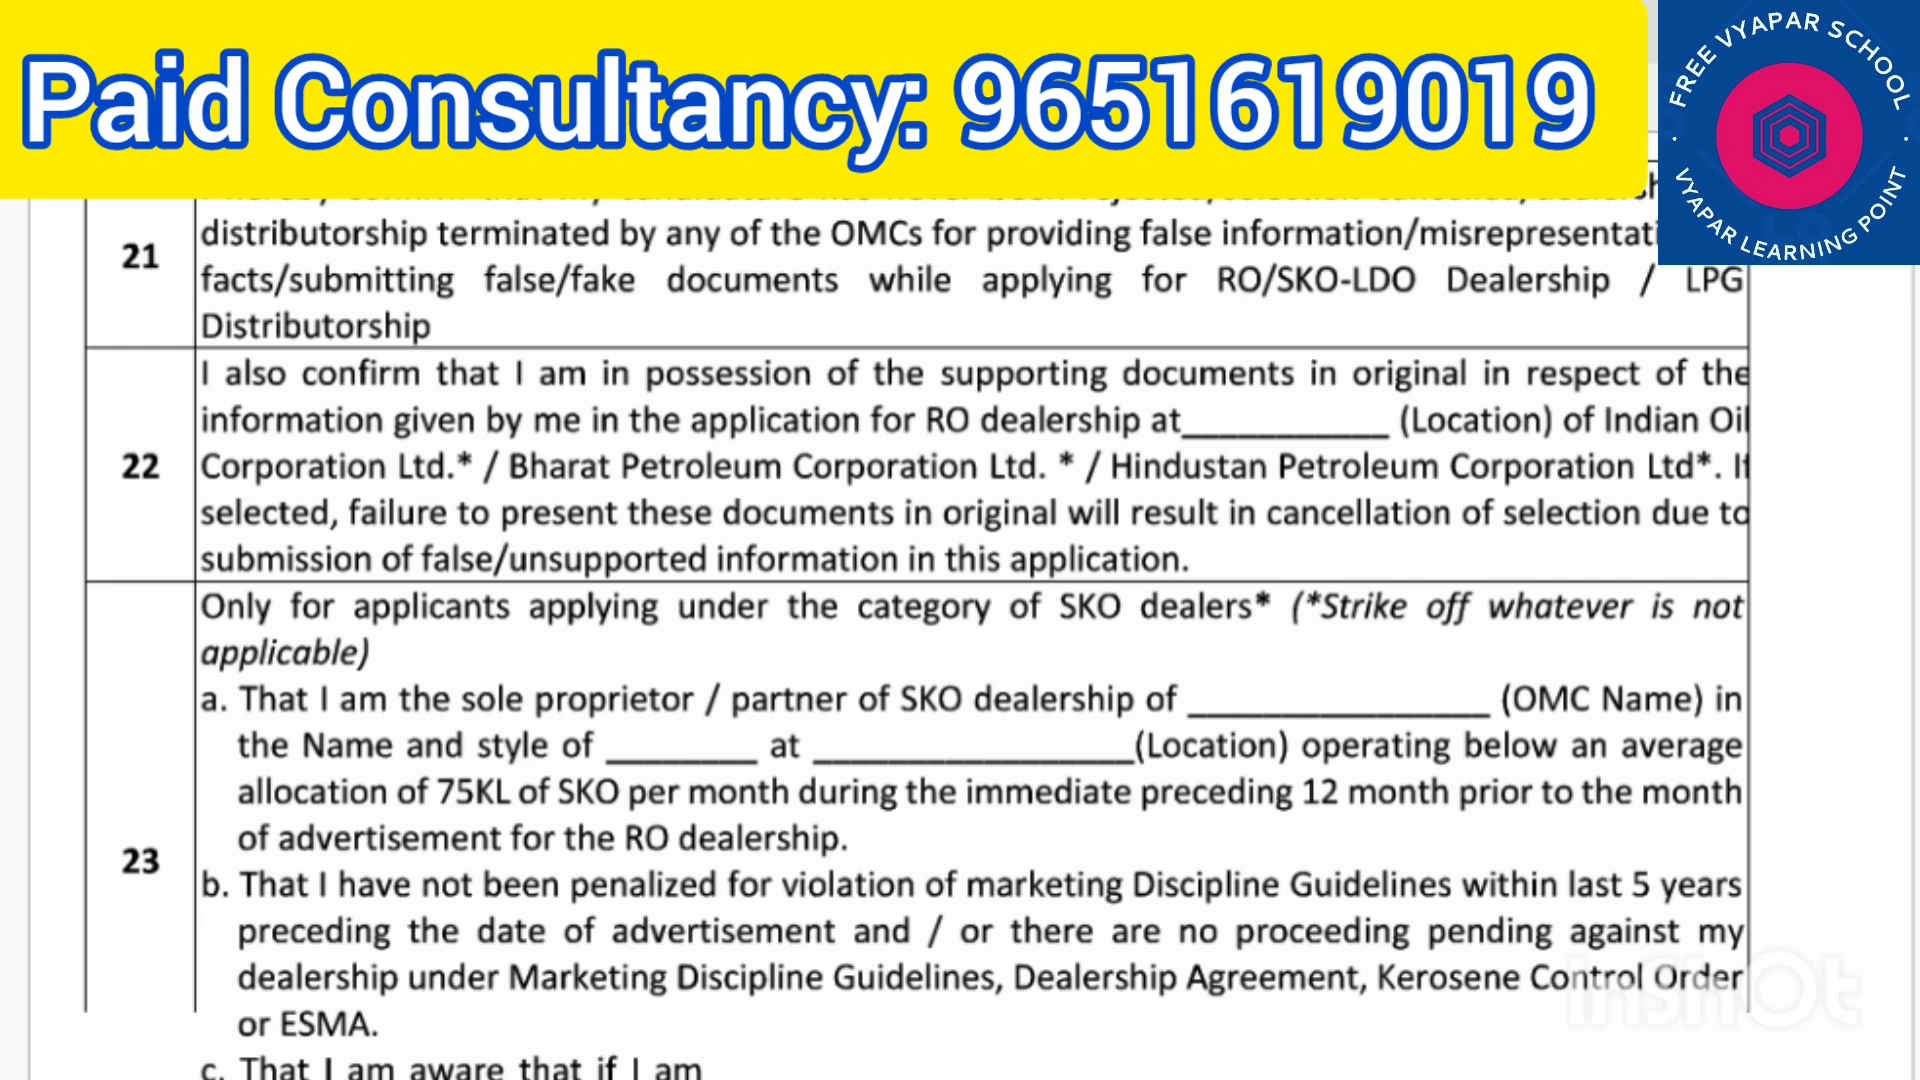 Paid Consultancy: 9651619019
FREE VYAPAR SCHOOL
VYAPAR LEARNING POINT
21
distributorship terminated by any of the OMCs for providing false information/misrepresentati
facts/submitting false/fake documents while applying for RO/SKO-LDO Dealership / LPG
Distributorship
22
I also confirm that I am in possession of the supporting documents in original in respect of the
information given by me in the application for RO dealership at___________ (Location) of Indian Oil
Corporation Ltd.* / Bharat Petroleum Corporation Ltd. * / Hindustan Petroleum Corporation Ltd*. If
selected, failure to present these documents in original will result in cancellation of selection due to
submission of false/unsupported information in this application.
23
Only for applicants applying under the category of SKO dealers* (*Strike off whatever is not
applicable)
a. That I am the sole proprietor / partner of SKO dealership of ________________ (OMC Name) in
the Name and style of ________ at _________________(Location) operating below an average
allocation of 75KL of SKO per month during the immediate preceding 12 month prior to the month
of advertisement for the RO dealership.
b. That I have not been penalized for violation of marketing Discipline Guidelines within last 5 years
preceding the date of advertisement and / or there are no proceeding pending against my
dealership under Marketing Discipline Guidelines, Dealership Agreement, Kerosene Control Order
or ESMA.
c. That I am aware that if I am
InShOt